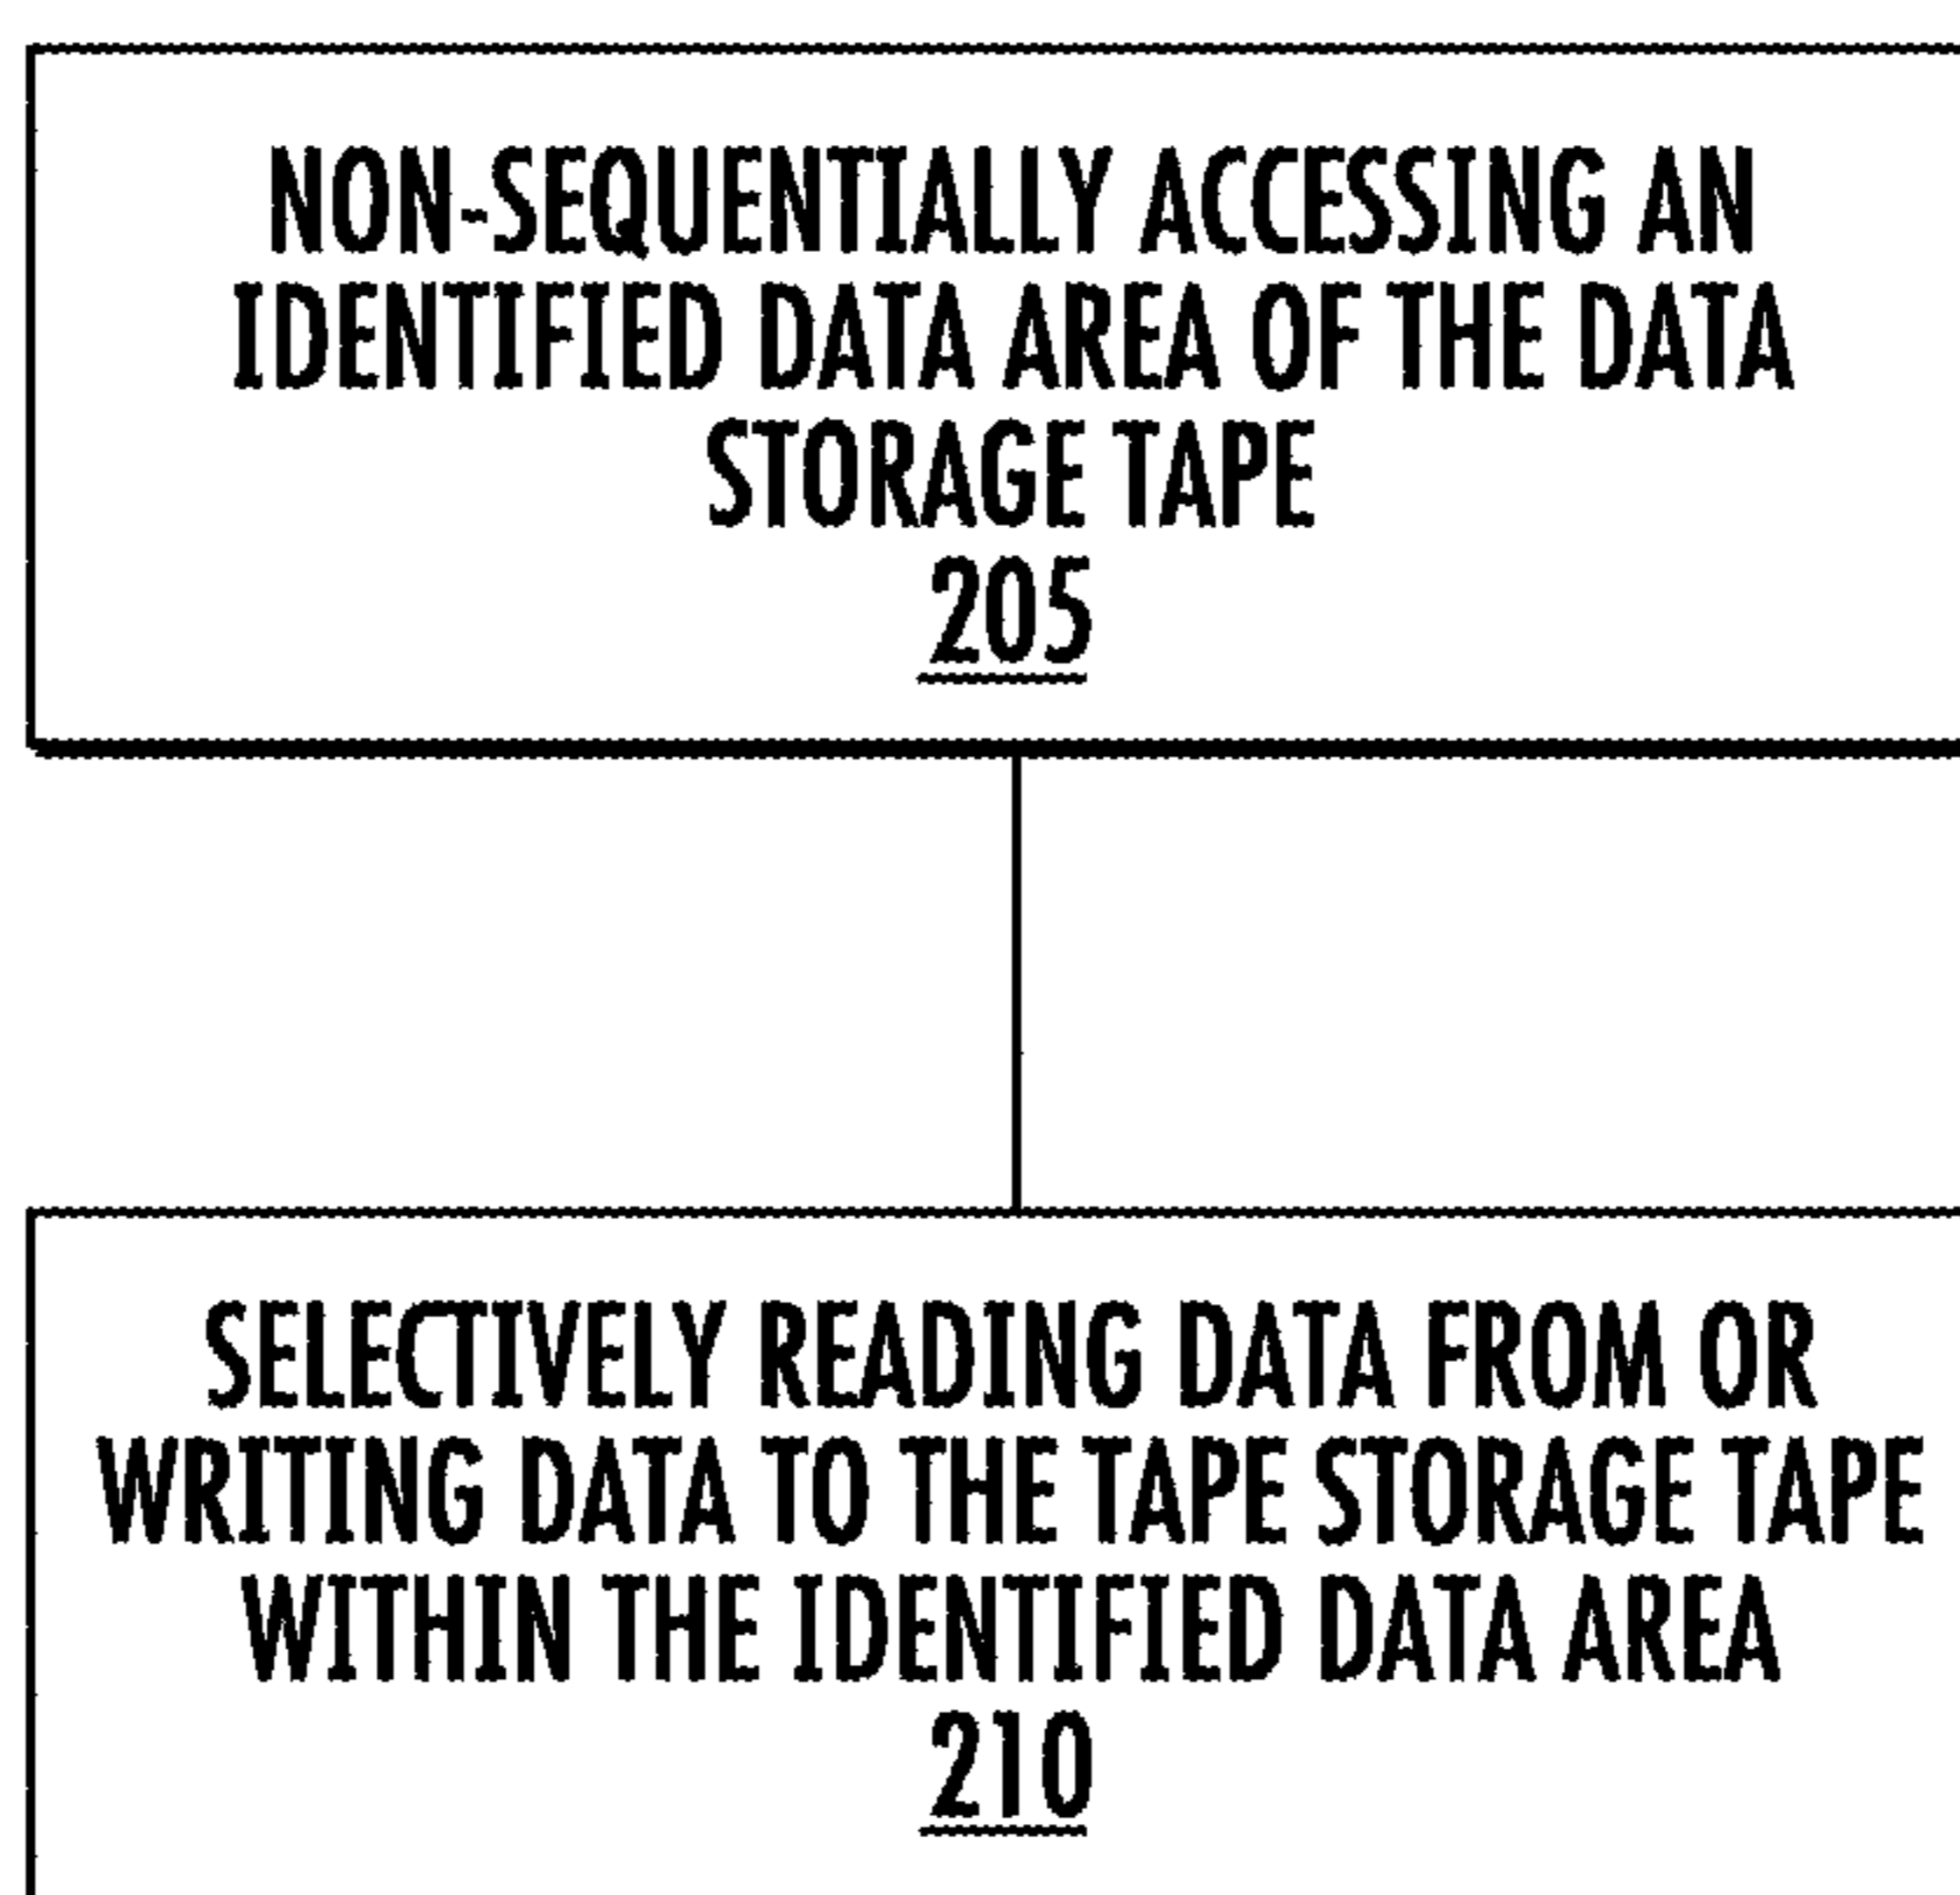 NON-SEQUENTIALLY ACCESSING AN
IDENTIFIED DATA AREA OF THE DATA
STORAGE TAPE
205
SELECTIVELY READING DATA FROM OR
WRITING DATA TO THE TAPE STORAGE TAPE
WITHIN THE IDENTIFIED DATA AREA
210